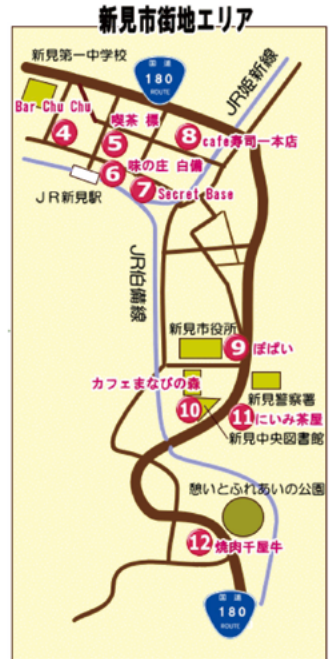 新見市街地エリア
新見第一中学校
国道
180
ROUTE
JR姫新線
Bar Chu Chu
4
喫茶 標
5
8
cafe寿司一本店
6
味の庄 白備
JR新見駅
7
Secret Base
JR伯備線
新見市役所
9
ぽぱい
カフェまなびの森
新見警察署
10
11
にいみ茶屋
新見中央図書館
憩いとふれあいの公園
12
焼肉千屋牛
国道
180
ROUTE